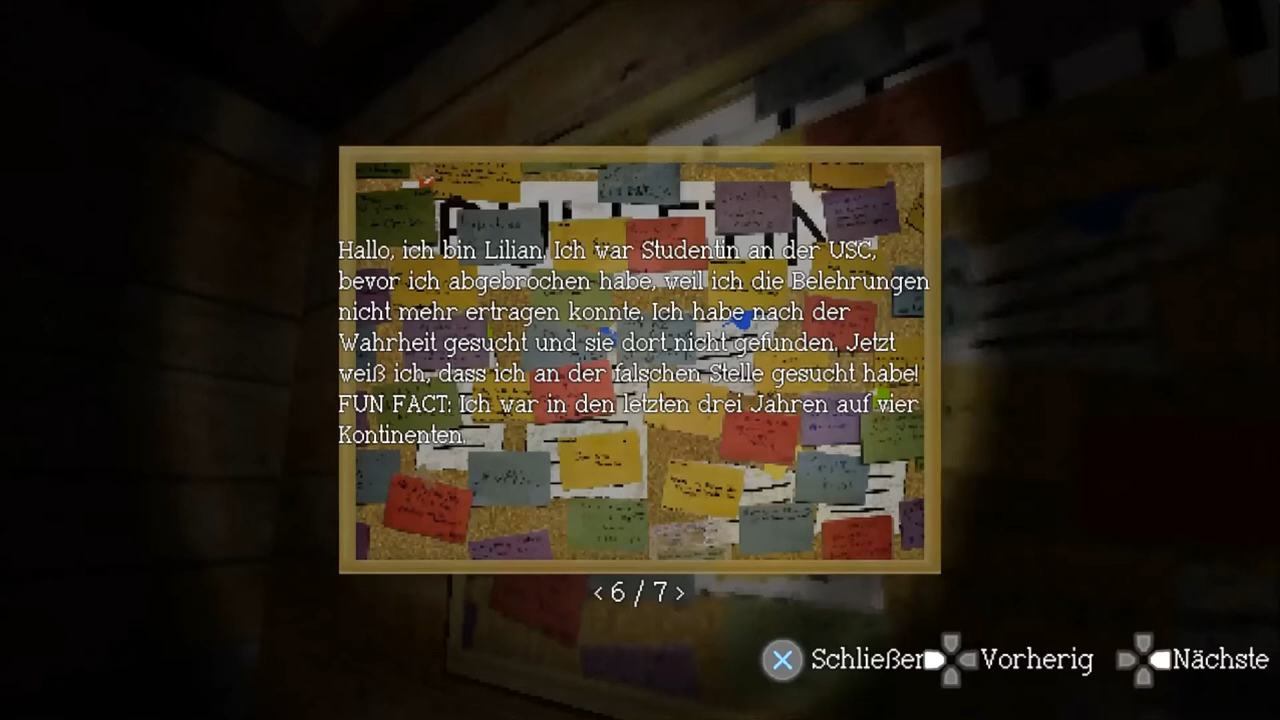 Hallo, ich bin Lilian. Ich war Studentin an der USC,
bevor ich abgebrochen habe, weil ich die Belehrungen
nicht mehr ertragen konnte. Ich habe nach der
Wahrheit gesucht und sie dort nicht gefunden. Jetzt
weiß ich, dass ich an der falschen Stelle gesucht habe!
FUN FACT: Ich war in den letzten drei Jahren auf vier
Kontinenten.
< 6 / 7 >
Schließen Vorherig Nächste